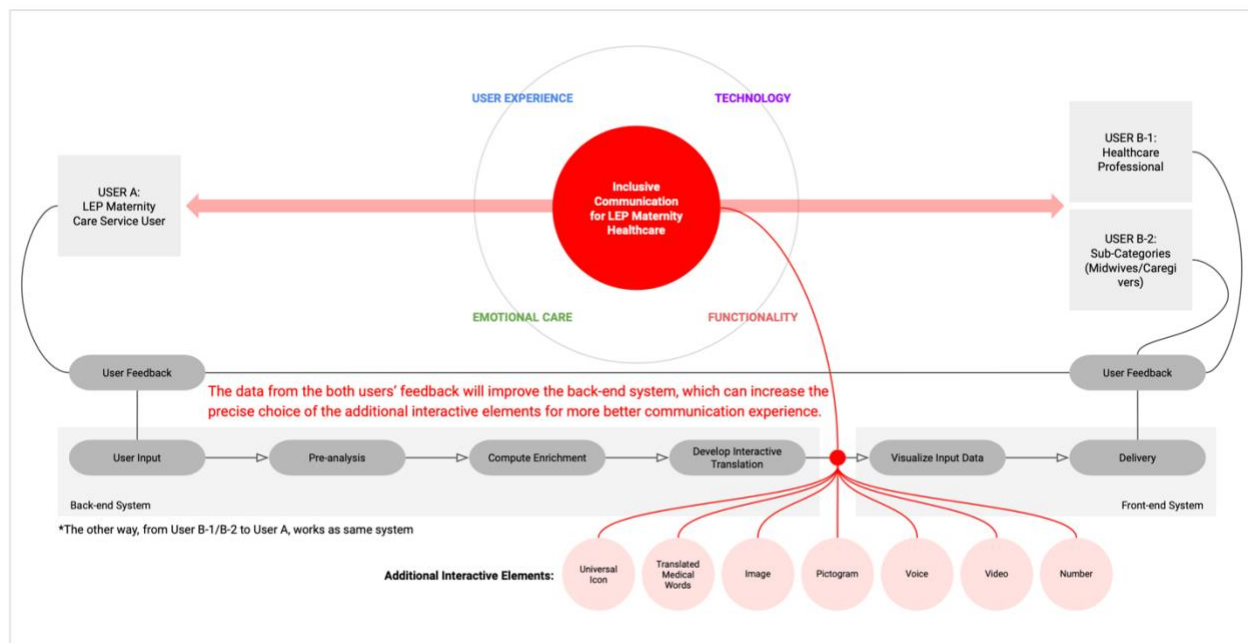 USER EXPERIENCE
TECHNOLOGY
USER A:
LEP Maternity
Care Service User
Inclusive
Communication
for LEP Maternity
Healthcare
USER B-1:
Healthcare
Professional
USER B-2:
Sub-Categories
(Midwives/Caregi
vers)
EMOTIONAL CARE
FUNCTIONALITY
User Feedback
User Feedback
The data from the both users’ feedback will improve the back-end system, which can increase the
precise choice of the additional interactive elements for more better communication experience.
User Input
Pre-analysis
Compute Enrichment
Develop Interactive
Translation
Visualize Input Data
Delivery
Back-end System
Front-end System
*The other way, from User B-1/B-2 to User A, works as same system
Additional Interactive Elements:
Universal
Icon
Translated
Medical
Words
Image
Pictogram
Voice
Video
Number